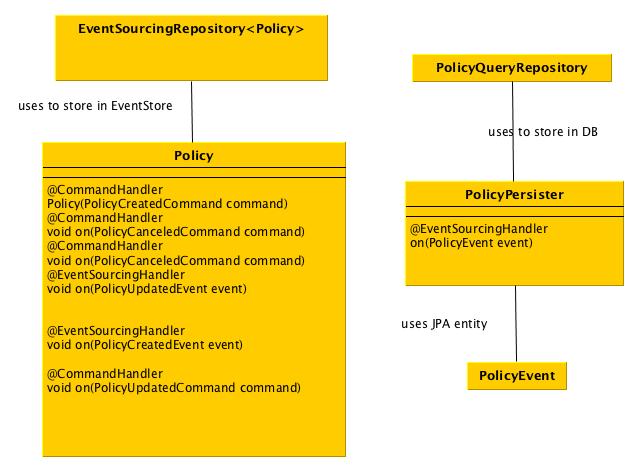 EventSourcingRepository<Policy>
uses to store in EventStore
Policy
@CommandHandler
Policy(PolicyCreatedCommand command)
@CommandHandler
void on(PolicyCanceledCommand command)
@CommandHandler
void on(PolicyCanceledCommand command)
@EventSourcingHandler
void on(PolicyUpdatedEvent event)
@EventSourcingHandler
void on(PolicyCreatedEvent event)
@CommandHandler
void on(PolicyUpdatedCommand command)
PolicyQueryRepository
uses to store in DB
PolicyPersister
@EventSourcingHandler
on(PolicyEvent event)
uses JPA entity
PolicyEvent